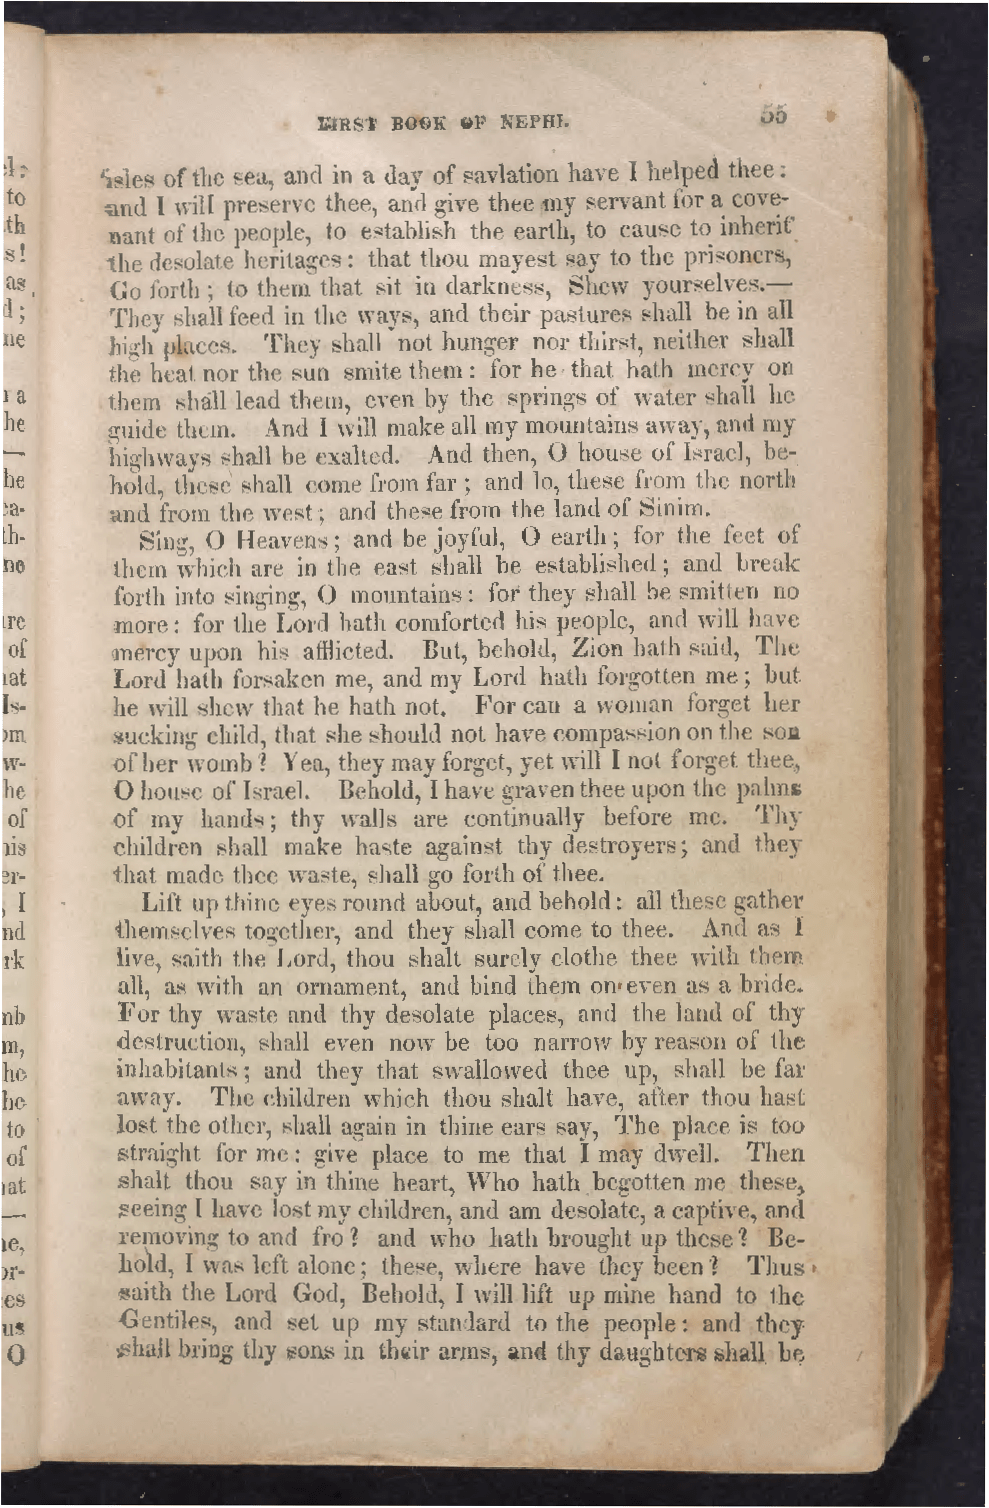 FIRST BOOK OF NEPHI. 55
isles of the sea, and in a day of savlation have I helped thee:
and I will preserve thee, and give thee my servant for a cove-
nant of the people, to establish the earth, to cause to inherit
the desolate heritages: that thou mayest say to the prisoners,
Go forth; to them that sit in darkness, Shew yourselves.—
They shall feed in the ways, and their pastures shall be in all
high places. They shall not hunger nor thirst, neither shall
the heat nor the sun smite them: for he that hath mercy on
them shall lead them, even by the springs of water shall he
guide them. And I will make all my mountains away, and my
highways shall be exalted. And then, O house of Israel, be-
hold, these shall come from far; and lo, these from the north
and from the west; and these from the land of Sinim.
Sing, O Heavens; and be joyful, O earth; for the feet of
them which are in the east shall be established; and break
forth into singing, O mountains: for they shall be smitten no
more: for the Lord hath comforted his people, and will have
mercy upon his afflicted. But, behold, Zion hath said, The
Lord hath forsaken me, and my Lord hath forgotten me; but
he will shew that he hath not. For can a woman forget her
sucking child, that she should not have compassion on the son
of her womb? Yea, they may forget, yet will I not forget thee,
O house of Israel. Behold, I have graven thee upon the palms
of my hands; thy walls are continually before me. Thy
children shall make haste against thy destroyers; and they
that made thee waste, shall go forth of thee.
Lift up thine eyes round about, and behold: all these gather
themselves together, and they shall come to thee. And as I
live, saith the Lord, thou shalt surely clothe thee with them
all, as with an ornament, and bind them on even as a bride.
For thy waste and thy desolate places, and the land of thy
destruction, shall even now be too narrow by reason of the
inhabitants; and they that swallowed thee up, shall be far
away. The children which thou shalt have, after thou hast
lost the other, shall again in thine ears say, The place is too
straight for me: give place to me that I may dwell. Then
shalt thou say in thine heart, Who hath begotten me these,
seeing I have lost my children, and am desolate, a captive, and
removing to and fro? and who hath brought up these? Be-
hold, I was left alone; these, where have they been? Thus
saith the Lord God, Behold, I will lift up mine hand to the
Gentiles, and set up my standard to the people: and they
shall bring thy sons in their arms, and thy daughters shall be